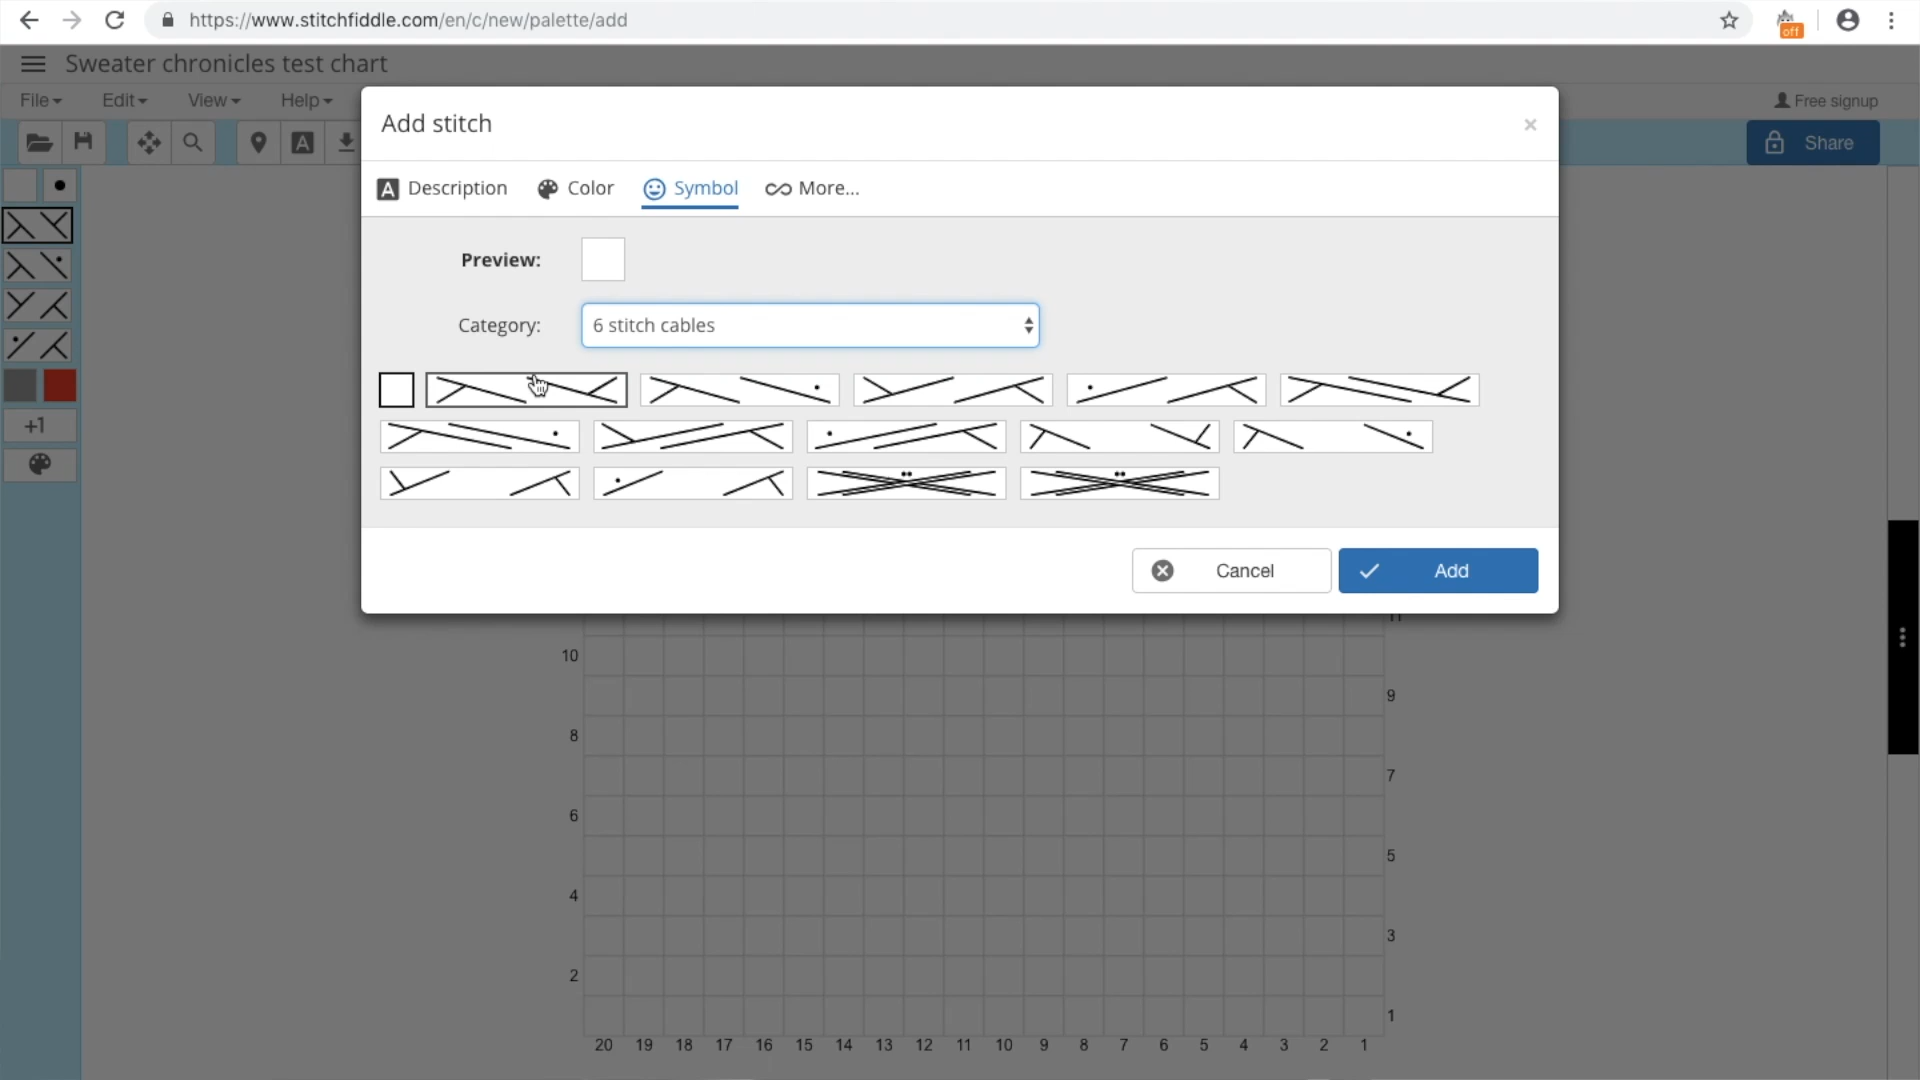 https://www.stitchfiddle.com/en/c/new/palette/add
off
Sweater chronicles test chart
File Edit View Help
Free signup
Add stitch
×
A Share
A Description Color Symbol More...
Preview:
Category: 6 stitch cables
+1
Cancel Add
11
10
9
8
7
6
5
4
3
2
1
20 19 18 17 16 15 14 13 12 11 10 9 8 7 6 5 4 3 2 1